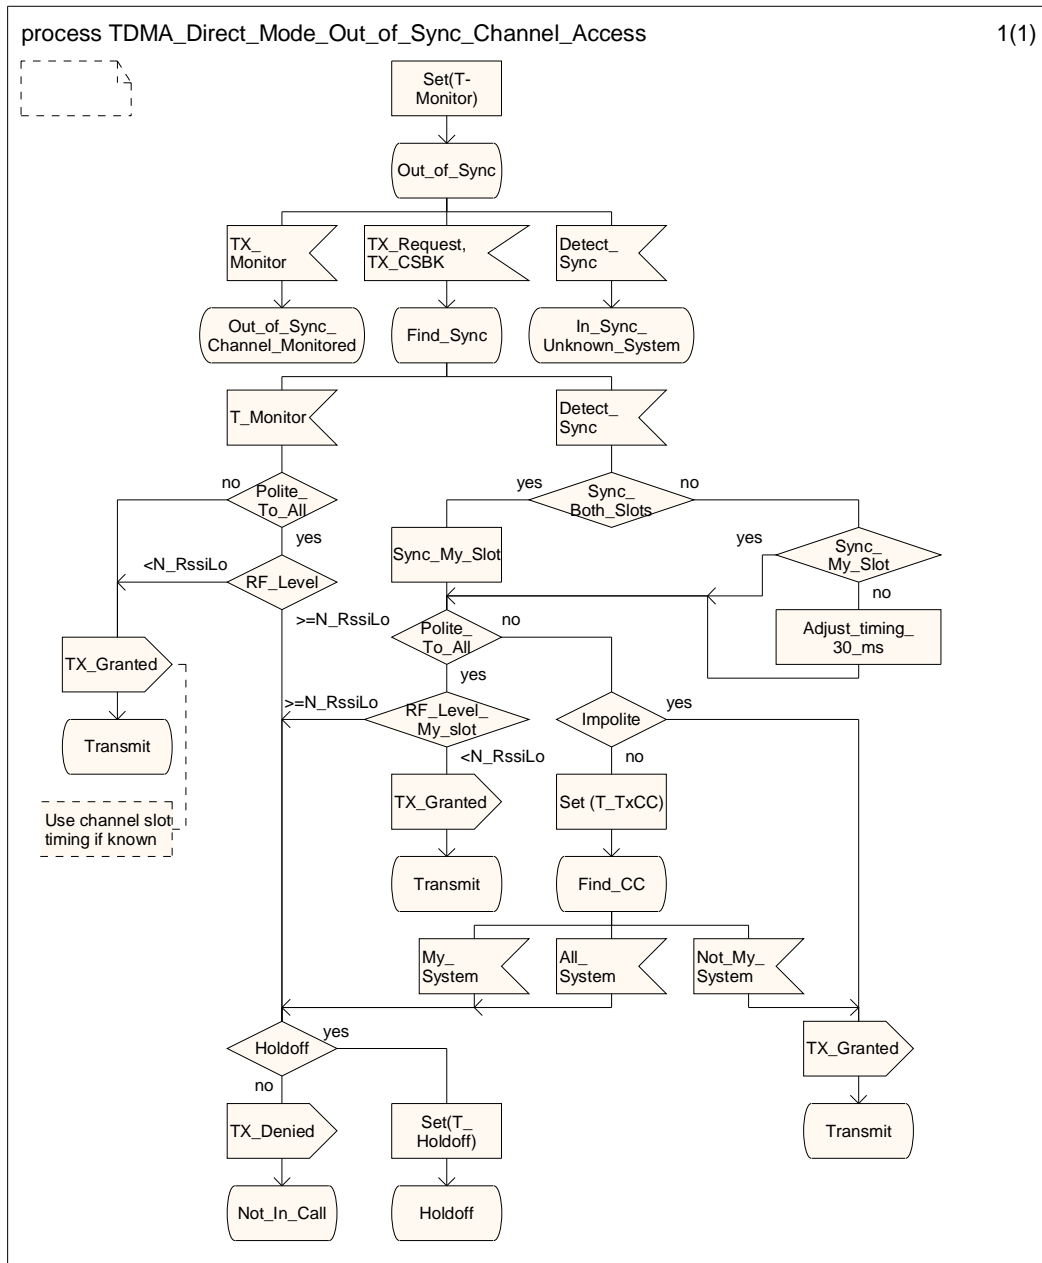 process TDMA_Direct_Mode_Out_of_Sync_Channel_Access 1(1)
Set(T-
Monitor)
Out_of_Sync
TX_
Monitor
TX_Request,
TX_CSBK
Detect_
Sync
Out_of_Sync_
Channel_Monitored
Find_Sync
In_Sync_
Unknown_System
T_Monitor
Detect_
Sync
no
Polite_
To_All
yes
yes
Sync_
Both_Slots
no
<N_RssiLo
RF_Level
>=N_RssiLo
Sync_My_Slot
yes
Sync_
My_Slot
no
Adjust_timing_
30_ms
Polite_
To_All
no
yes
TX_Granted
Transmit
Use channel slot
timing if known
>=N_RssiLo
RF_Level_
My_slot
<N_RssiLo
Impolite
yes
no
TX_Granted
Transmit
Set (T_TxCC)
Find_CC
My_
System
All_
System
Not_My_
System
Holdoff
yes
no
TX_Granted
Transmit
TX_Denied
Set(T_
Holdoff)
Not_In_Call
Holdoff